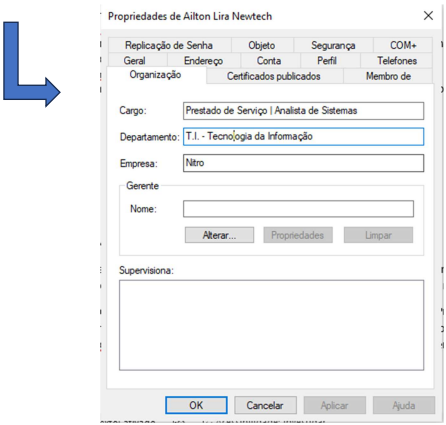 Propriedades de Ailton Lira Newtech
Replicação de Senha Objeto Segurança COM+
Geral Endereço Conta Perfil Telefones
Organização Certificados publicados Membro de
Cargo: Prestado de Serviço | Analista de Sistemas
Departamento: T.I. - Tecnologia da Informação
Empresa: Nitro
Gerente
Nome:
Alterar... Propriedades Limpar
Supervisiona:
OK Cancelar Aplicar Ajuda